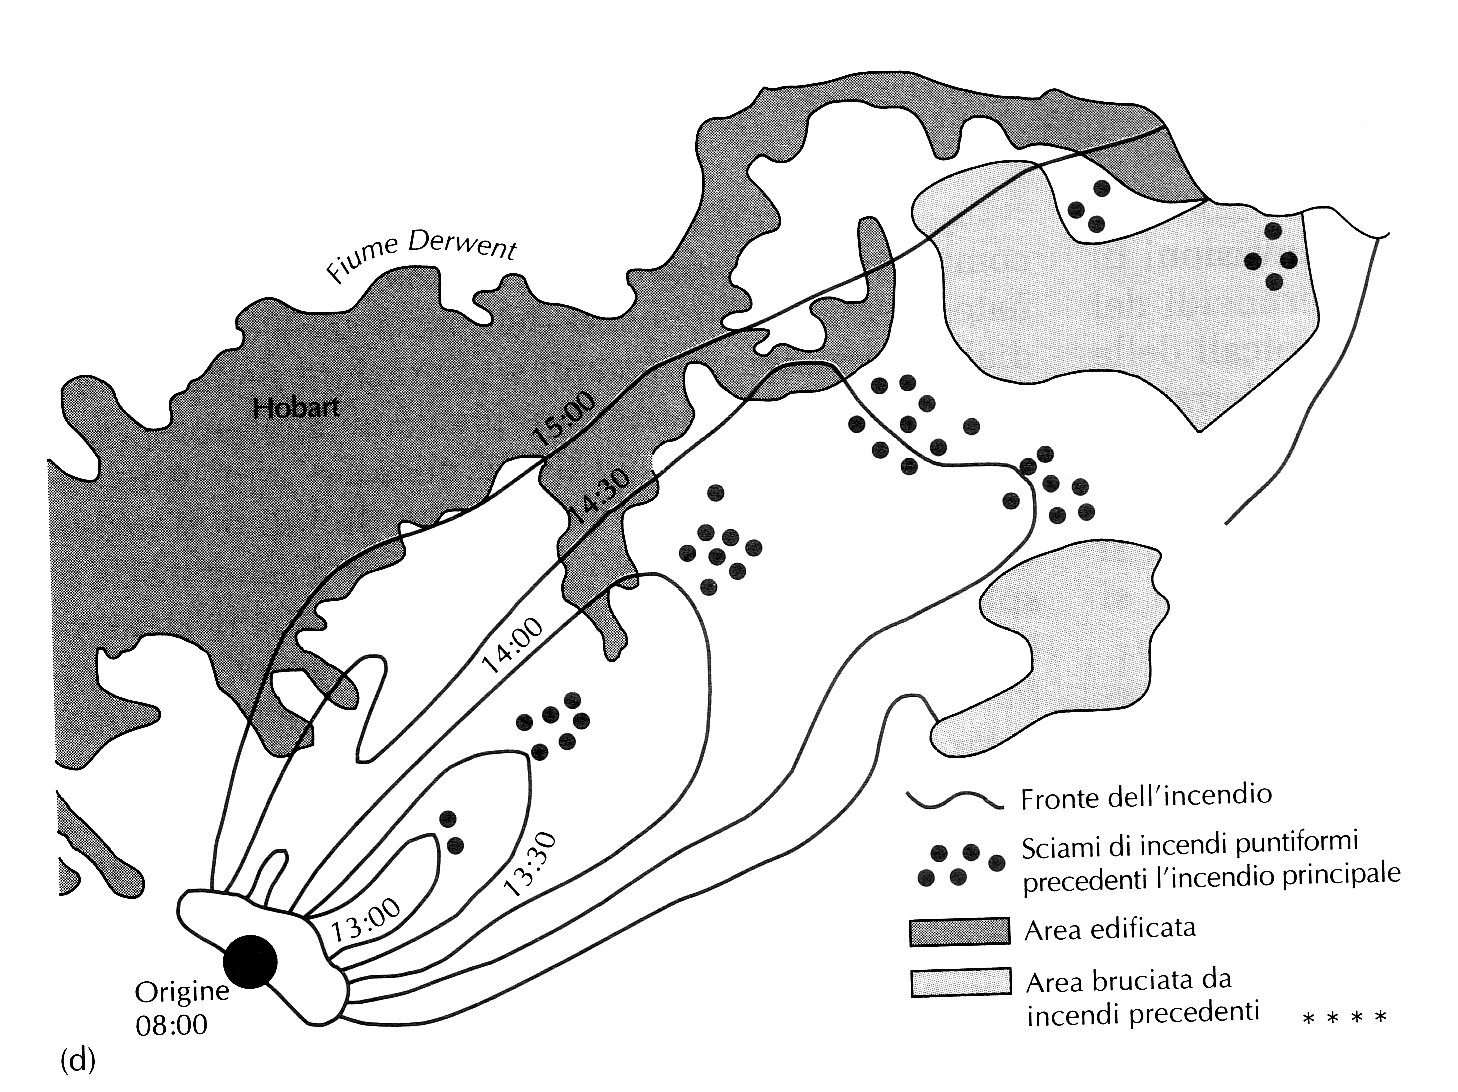 Fiume Derwent
Hobart
15:00
14:30
14:00
13:30
13:00
Origine
08:00
Fronte dell'incendio
Sciami di incendi puntiformi
precedenti l'incendio principale
Area edificata
Area bruciata da
incendi precedenti
* * * *
(d)